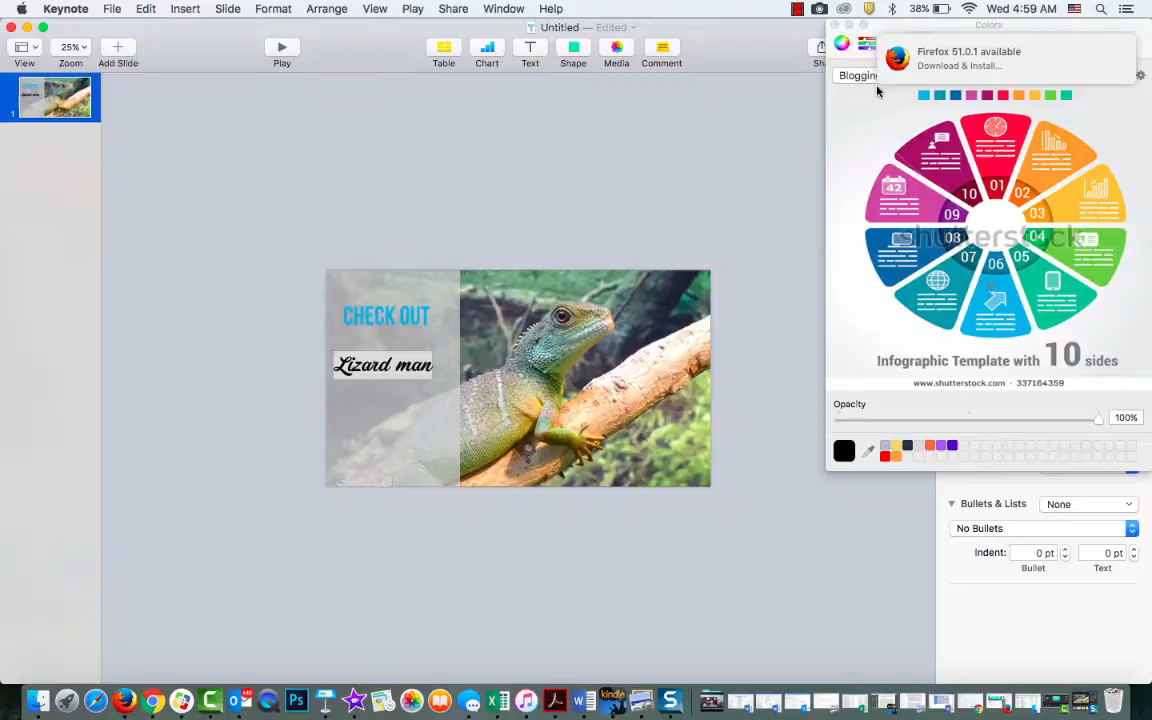 Keynote File Edit Insert Slide Format Arrange View Play Share Window Help 38% Wed 4:59 AM
Untitled — Edited
Colors
25%
View Zoom Add Slide Play Table Chart Text Shape Media Comment
Firefox 51.0.1 available
Download & Install...
Blogging
1
CHECK OUT
Lizard man
42
01
02
03
04
05
06
07
08
09
10
shutterstock
Infographic Template with 10 sides
www.shutterstock.com · 337164359
Opacity
100%
Bullets & Lists None
No Bullets
Indent: 0 pt 0 pt
Bullet Text
440
kindle